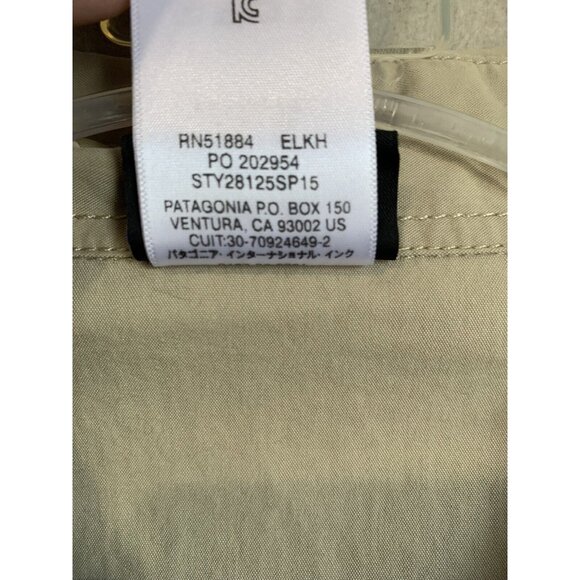 RN51884 ELKH
PO 202954
STY28125SP15
PATAGONIA P.O. BOX 150
VENTURA, CA 93002 US
CUIT:30-70924649-2
パタゴニア・インターナショナル・インク